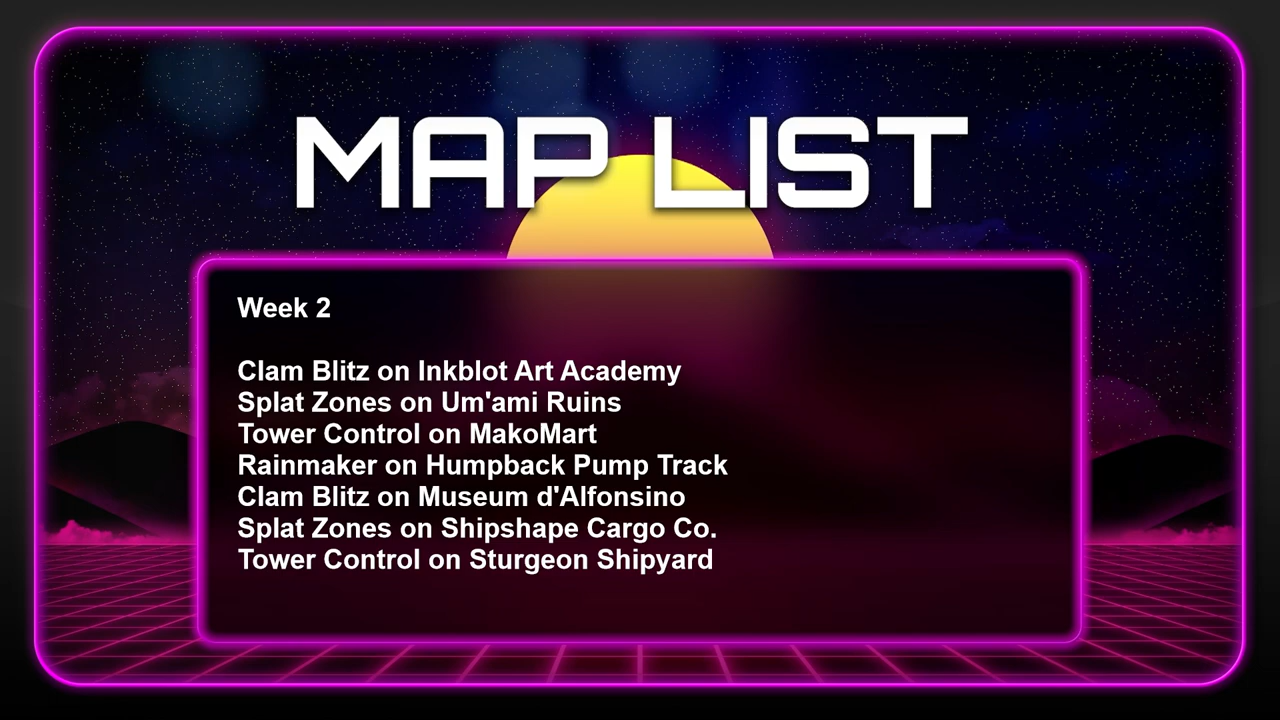 MAP LIST
Week 2
Clam Blitz on Inkblot Art Academy
Splat Zones on Um'ami Ruins
Tower Control on MakoMart
Rainmaker on Humpback Pump Track
Clam Blitz on Museum d'Alfonsino
Splat Zones on Shipshape Cargo Co.
Tower Control on Sturgeon Shipyard